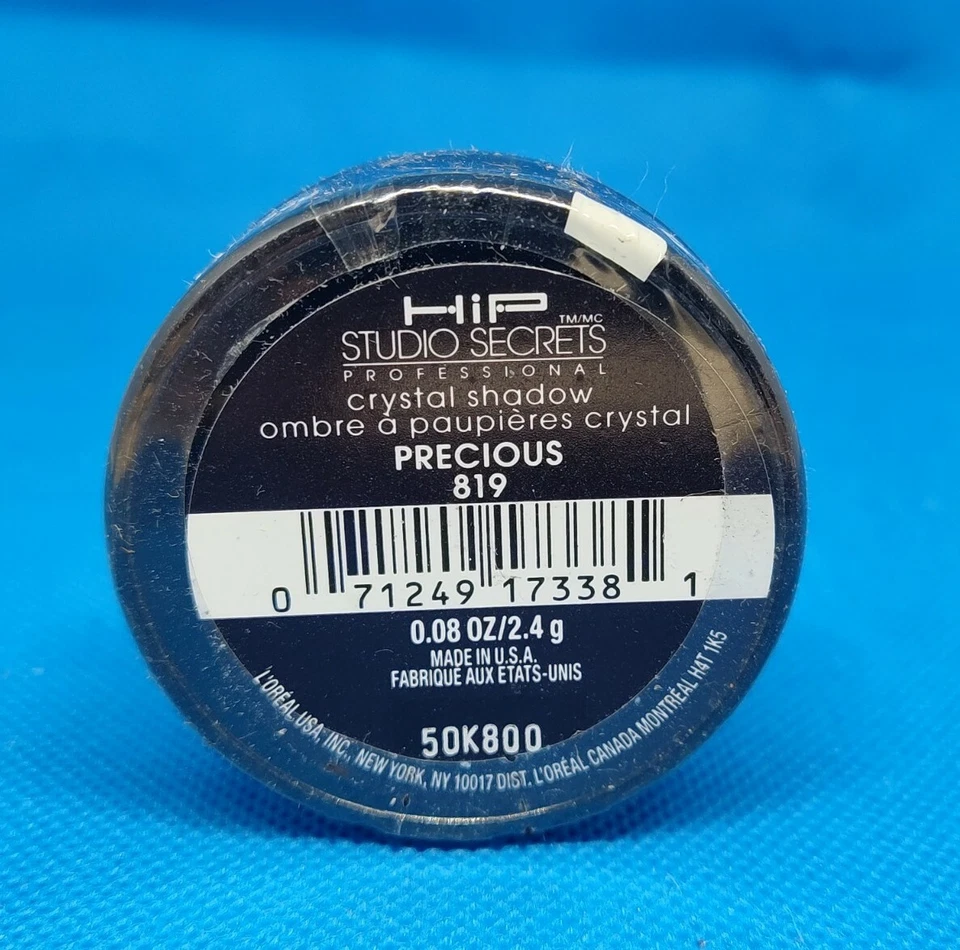 HiP
TM/MC
STUDIO SECRETS
PROFESSIONAL
crystal shadow
ombre à paupières crystal
PRECIOUS
819
0 71249 17338 1
0.08 OZ/2.4 g
MADE IN U.S.A.
FABRIQUE AUX ETATS-UNIS
50K800
L'ORÉAL USA, INC., NEW YORK, NY 10017 DIST. L'ORÉAL CANADA MONTRÉAL H4T 1K5